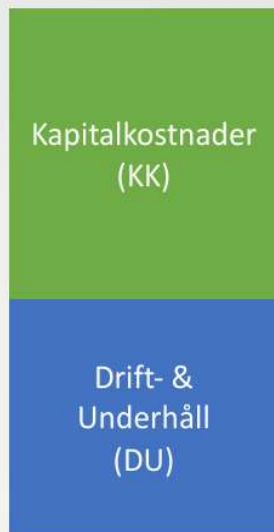 Kapitalkostnader
(KK)
Drift- &
Underhåll
(DU)